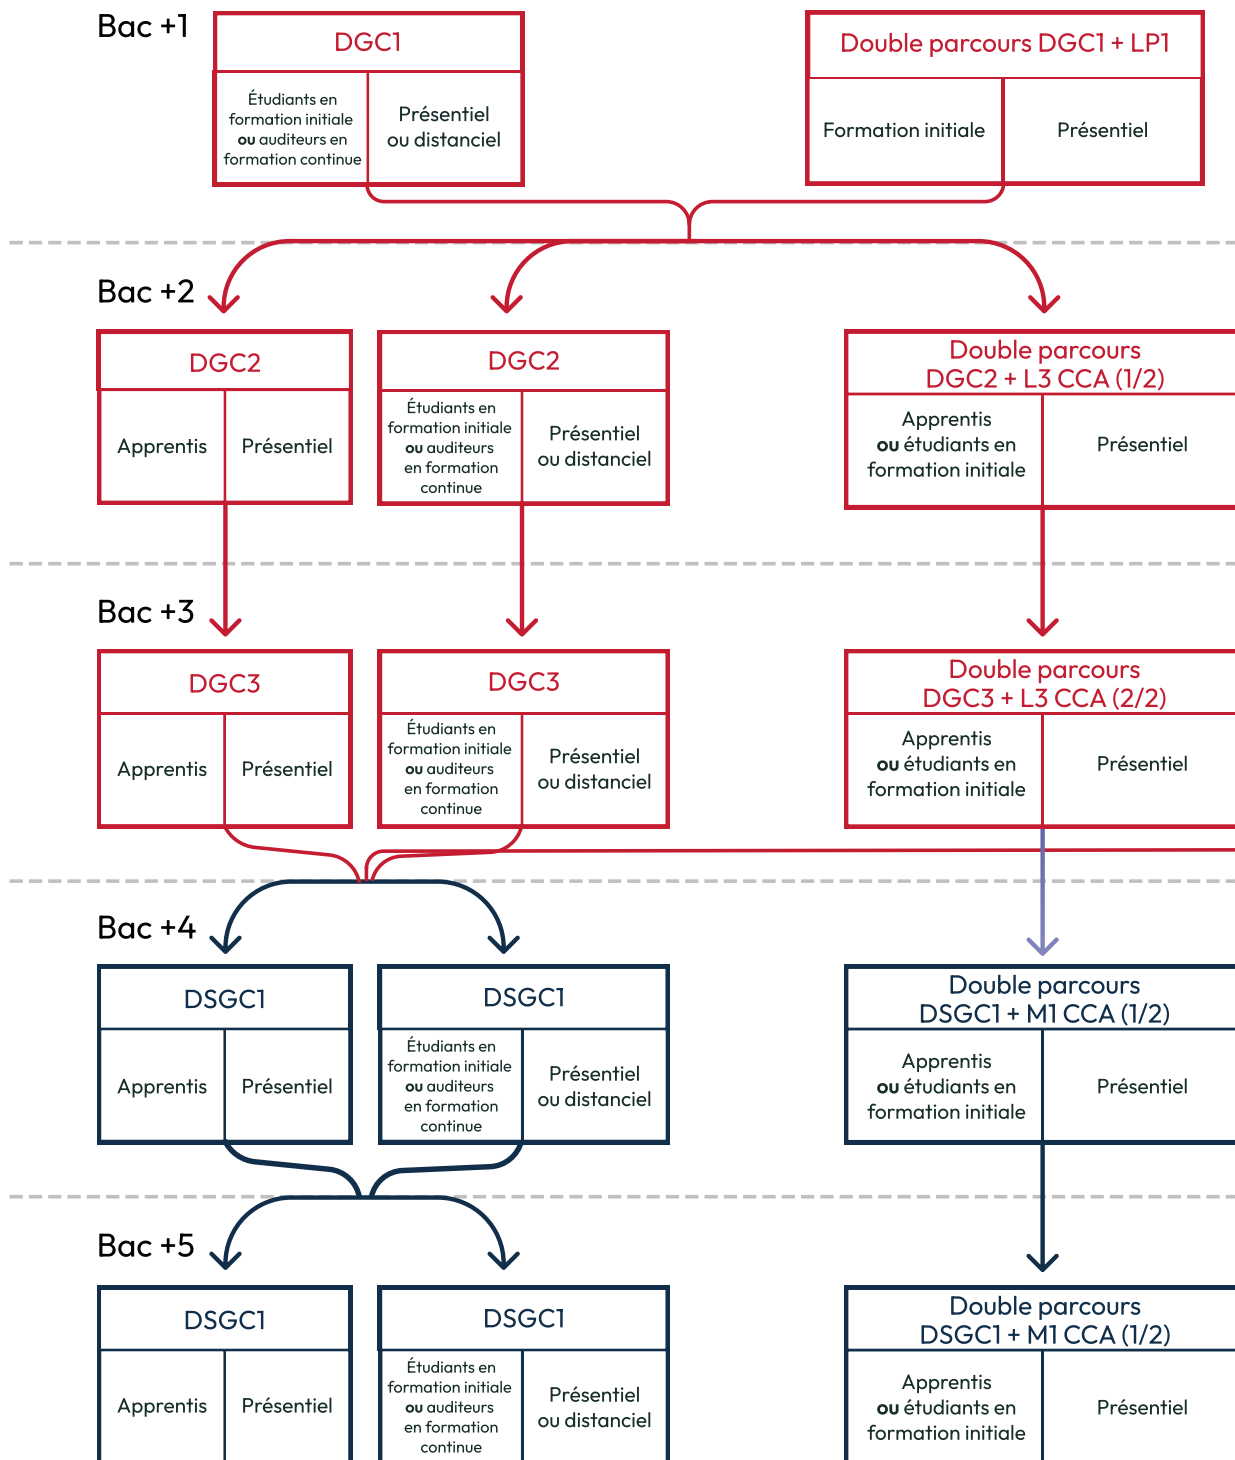 Bac +1
DGC1
Étudiants en
formation initiale
ou auditeurs en
formation continue
Présentiel
ou distanciel
Double parcours DGC1 + LP1
Formation initiale
Présentiel
Bac +2
DGC2
Apprentis
Présentiel
DGC2
Étudiants en
formation initiale
ou auditeurs
en formation
continue
Présentiel
ou distanciel
Double parcours
DGC2 + L3 CCA (1/2)
Apprentis
ou étudiants en
formation initiale
Présentiel
Bac +3
DGC3
Apprentis
Présentiel
DGC3
Étudiants en
formation initiale
ou auditeurs
en formation
continue
Présentiel
ou distanciel
Double parcours
DGC3 + L3 CCA (2/2)
Apprentis
ou étudiants en
formation initiale
Présentiel
Bac +4
DSGC1
Apprentis
Présentiel
DSGC1
Étudiants en
formation initiale
ou auditeurs
en formation
continue
Présentiel
ou distanciel
Double parcours
DSGC1 + M1 CCA (1/2)
Apprentis
ou étudiants en
formation initiale
Présentiel
Bac +5
DSGC1
Apprentis
Présentiel
DSGC1
Étudiants en
formation initiale
ou auditeurs
en formation
continue
Présentiel
ou distanciel
Double parcours
DSGC1 + M1 CCA (1/2)
Apprentis
ou étudiants en
formation initiale
Présentiel